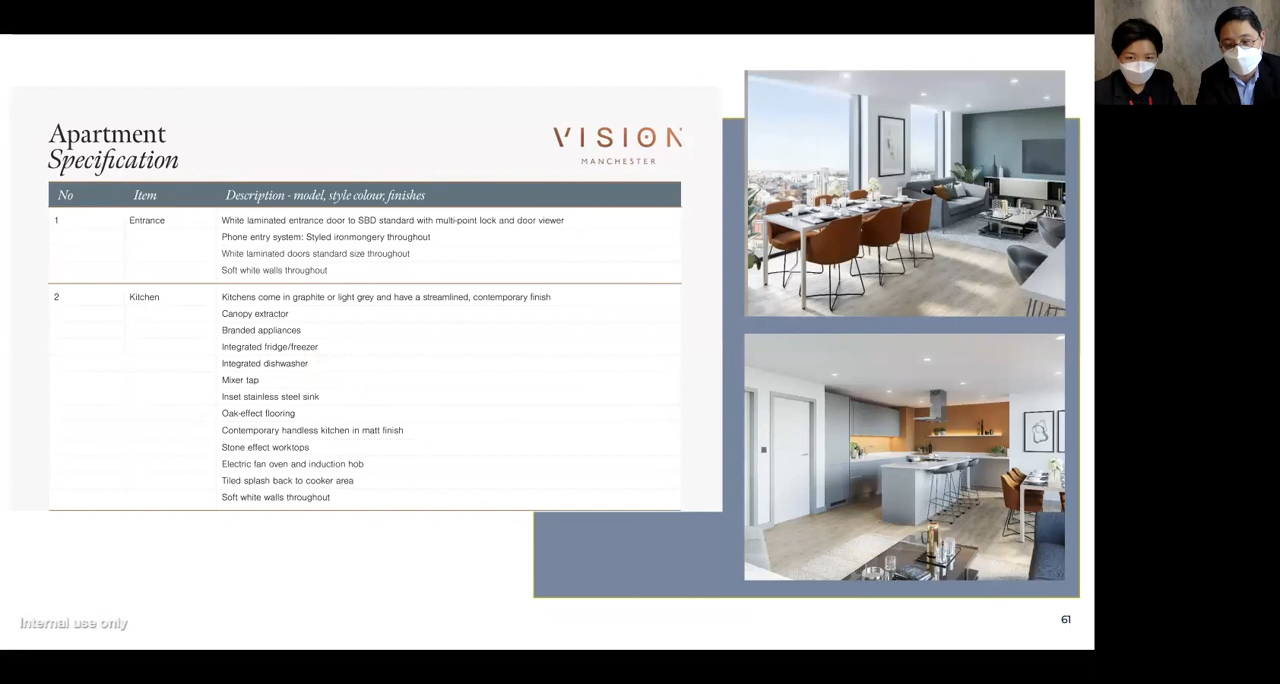 Apartment
Specification
VISION
MANCHESTER
No Item Description - model, style colour, finishes
1 Entrance White laminated entrance door to SBD standard with multi-point lock and door viewer
Phone entry system: Styled ironmongery throughout
White laminated doors standard size throughout
Soft white walls throughout
2 Kitchen Kitchens come in graphite or light grey and have a streamlined, contemporary finish
Canopy extractor
Branded appliances
Integrated fridge/freezer
Integrated dishwasher
Mixer tap
Inset stainless steel sink
Oak-effect flooring
Contemporary handless kitchen in matt finish
Stone effect worktops
Electric fan oven and induction hob
Tiled splash back to cooker area
Soft white walls throughout
Internal use only
61